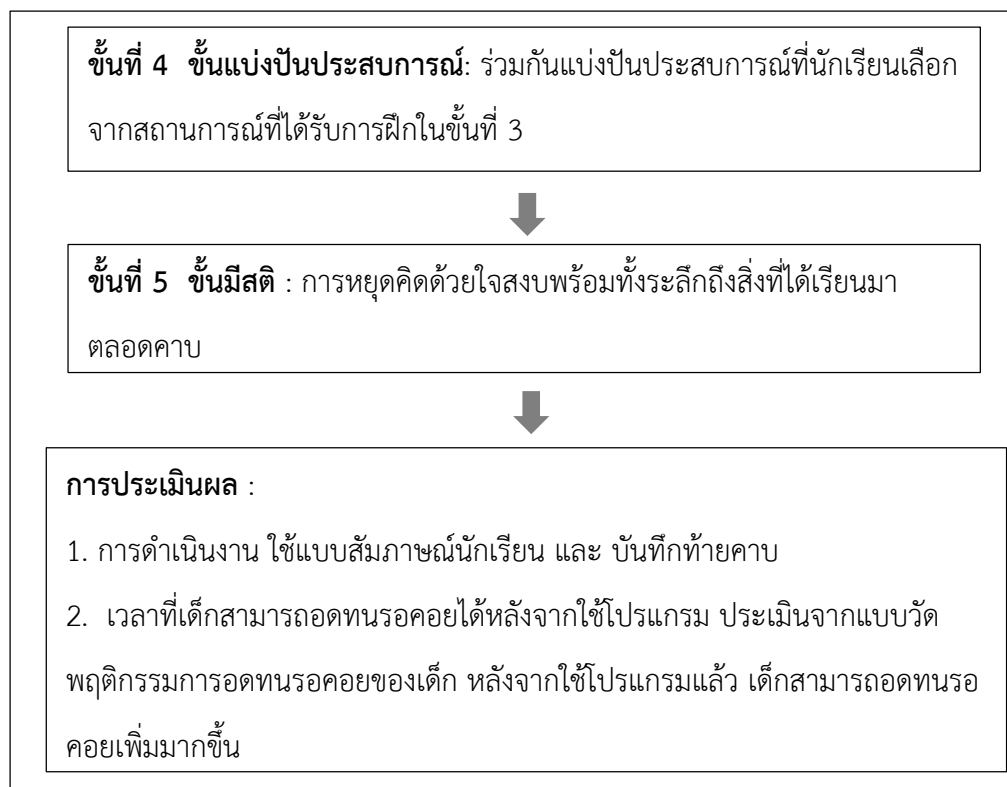 ขั้นที่ 4  ขั้นแบ่งปันประสบการณ์: ร่วมกันแบ่งปันประสบการณ์ที่นักเรียนเลือก
จากสถานการณ์ที่ได้รับการฝึกในขั้นที่ 3
ขั้นที่ 5  ขั้นมีสติ : การหยุดคิดด้วยใจสงบพร้อมทั้งระลึกถึงสิ่งที่ได้เรียนมา
ตลอดคาบ
การประเมินผล :
1. การดำเนินงาน ใช้แบบสัมภาษณ์นักเรียน และ บันทึกท้ายคาบ
2.  เวลาที่เด็กสามารถอดทนรอคอยได้หลังจากใช้โปรแกรม ประเมินจากแบบวัด
พฤติกรรมการอดทนรอคอยของเด็ก หลังจากใช้โปรแกรมแล้ว เด็กสามารถอดทนรอ
คอยเพิ่มมากขึ้น